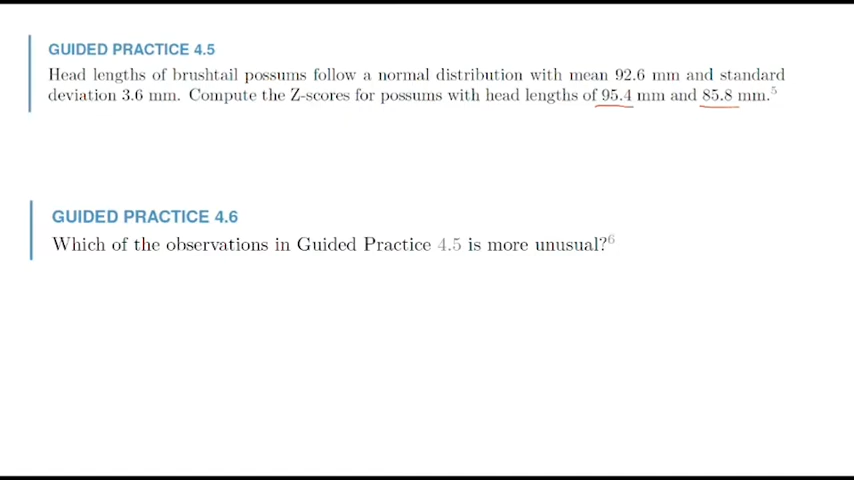 GUIDED PRACTICE 4.5
Head lengths of brushtail possums follow a normal distribution with mean 92.6 mm and standard
deviation 3.6 mm. Compute the Z-scores for possums with head lengths of 95.4 mm and 85.8 mm.5
GUIDED PRACTICE 4.6
Which of the observations in Guided Practice 4.5 is more unusual?6